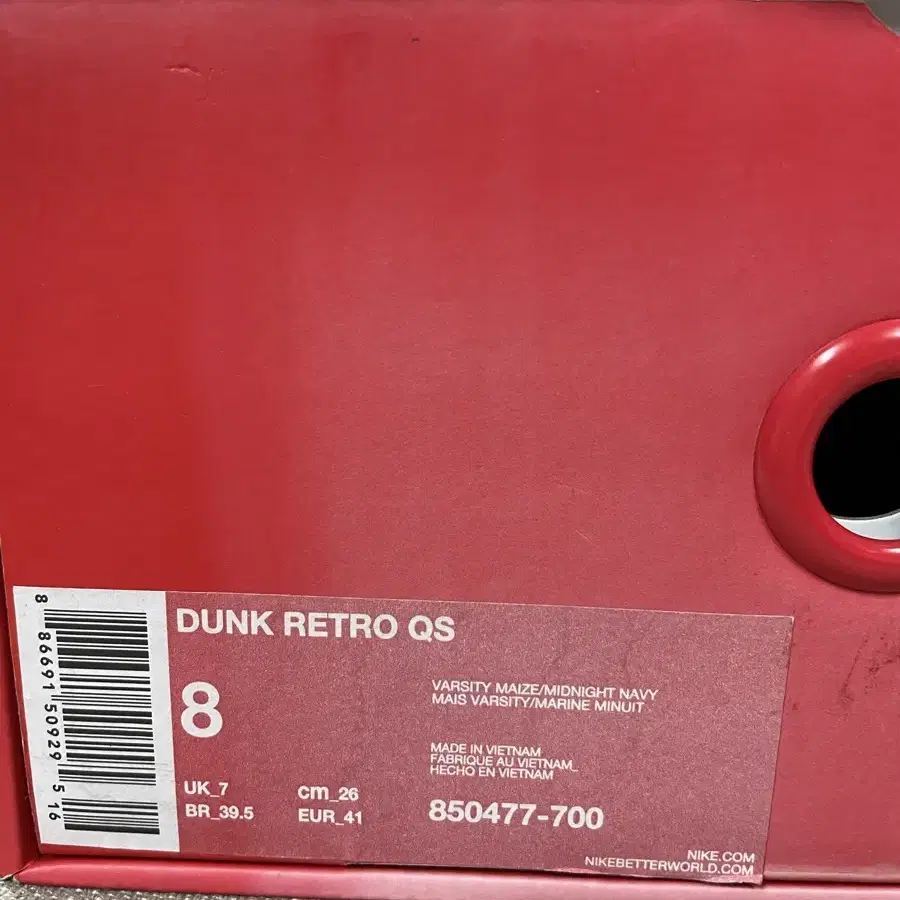 DUNK RETRO QS
8
VARSITY MAIZE/MIDNIGHT NAVY
MAIS VARSITY/MARINE MINUIT
MADE IN VIETNAM
FABRIQUE AU VIETNAM_
HECHO EN VIETNAM
UK_7
cm_26
BR_39.5
EUR_41
850477-700
NIKE.COM
NIKEBETTERWORLD.COM
8 86691 50929 5 16